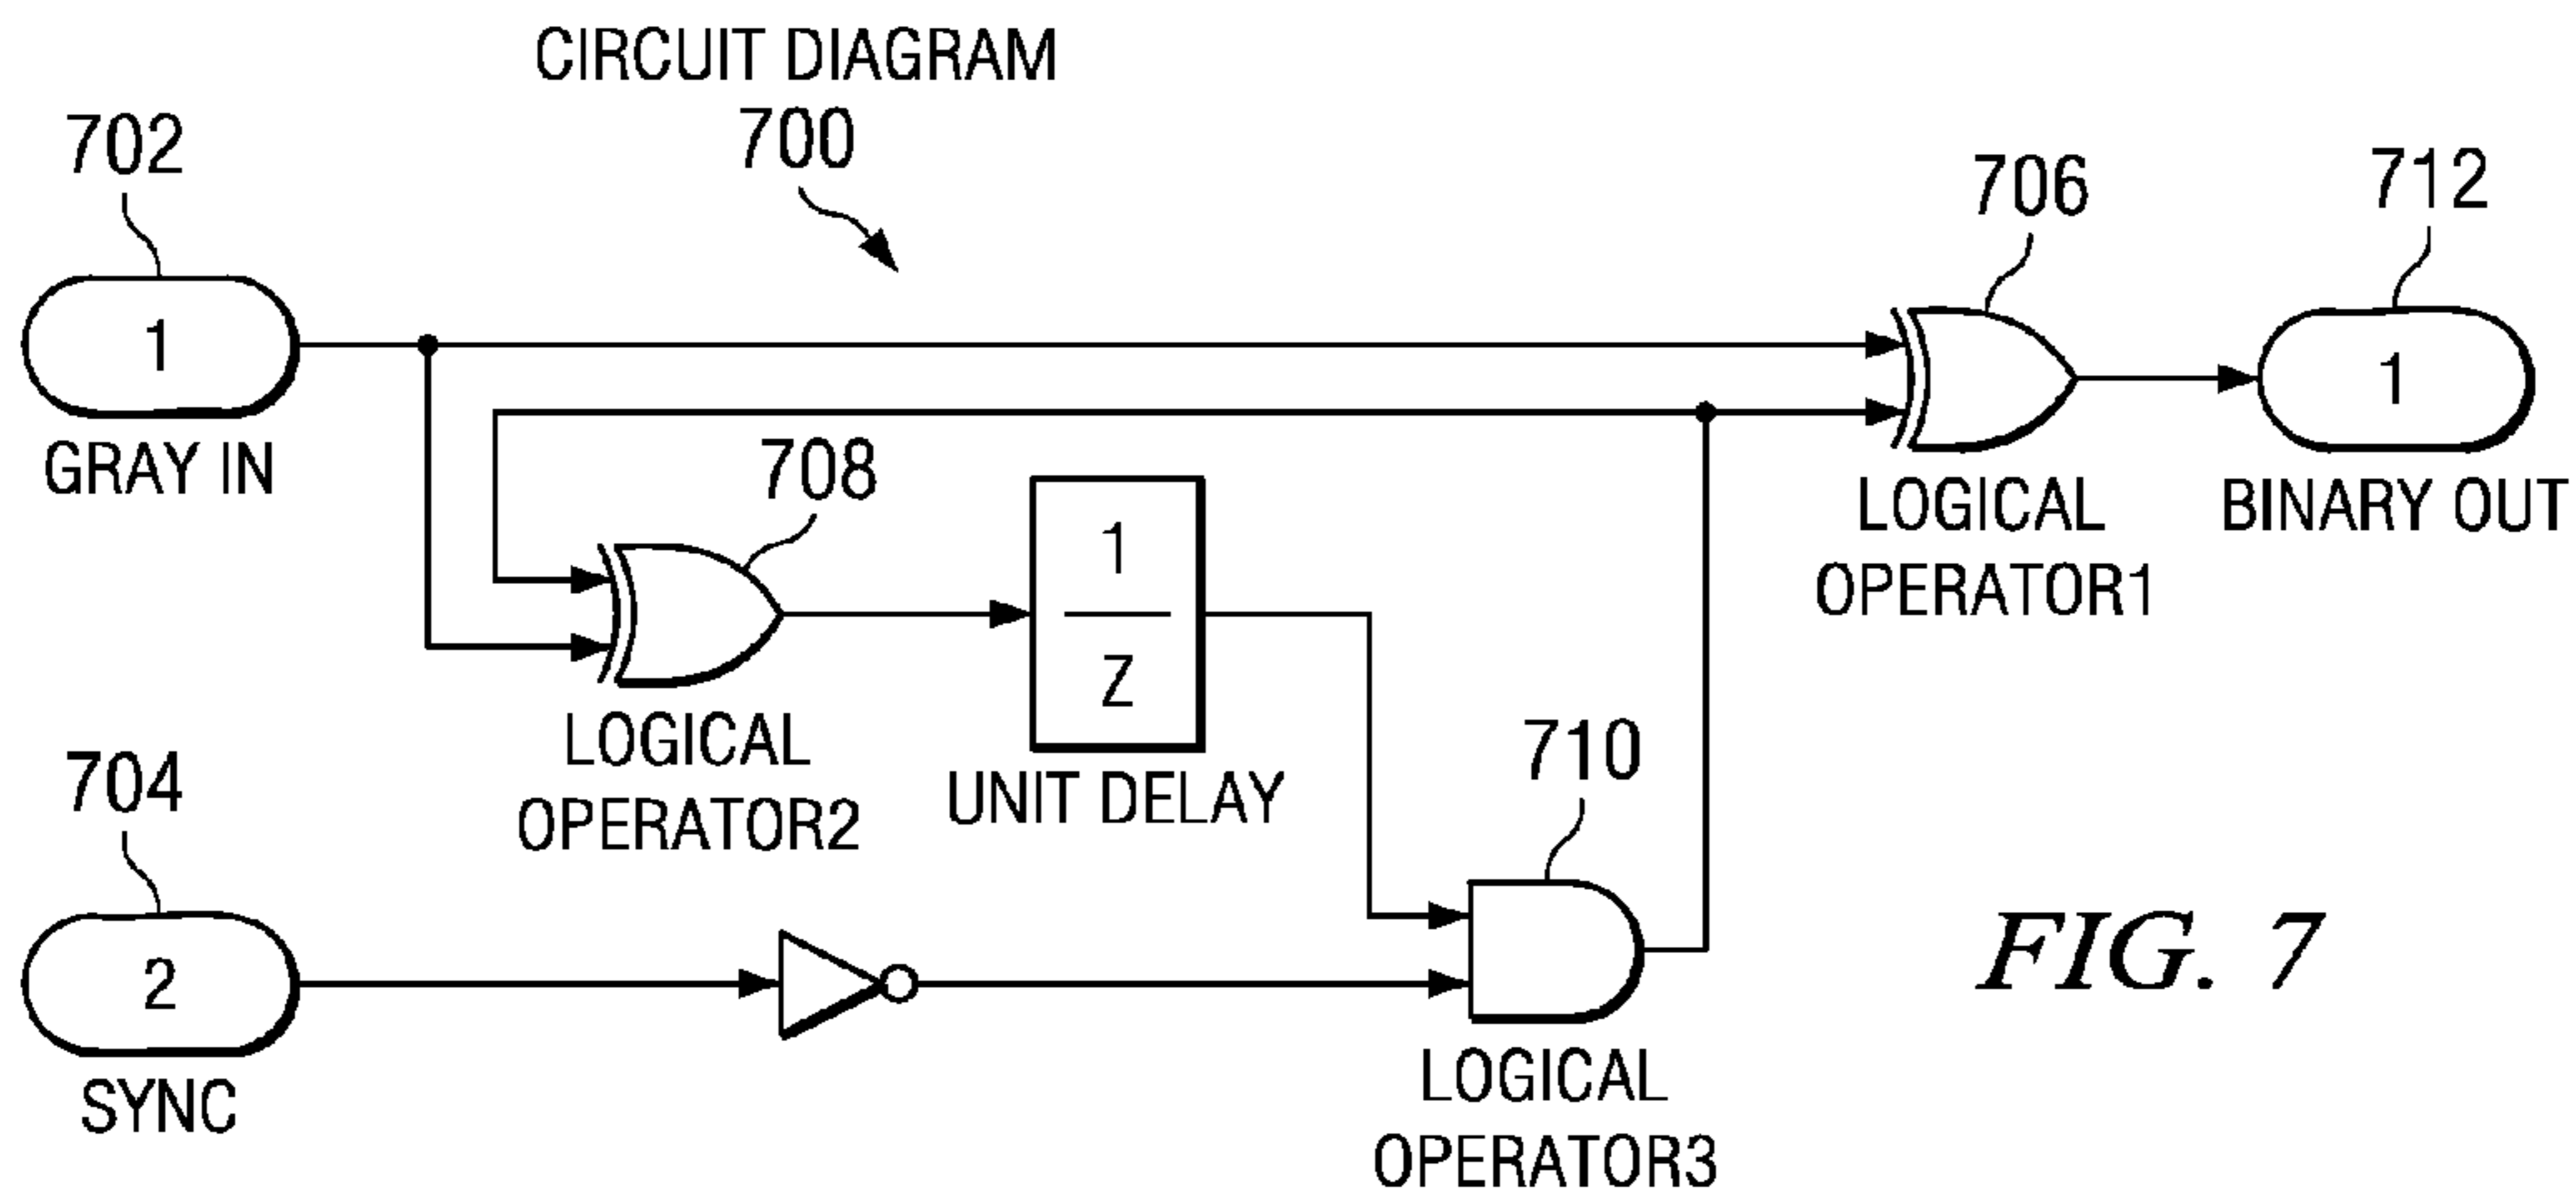 CIRCUIT DIAGRAM
700
702
1
GRAY IN
706
LOGICAL
OPERATOR1
712
1
BINARY OUT
708
LOGICAL
OPERATOR2
1
Z
UNIT DELAY
704
2
SYNC
710
LOGICAL
OPERATOR3
FIG. 7